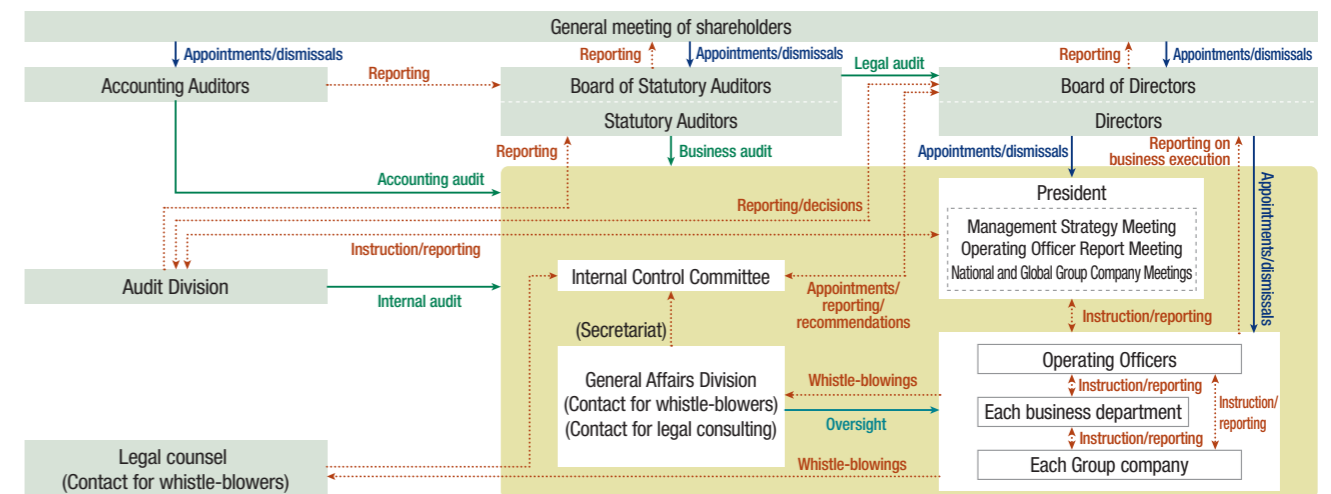 General meeting of shareholders
Appointments/dismissals
Reporting
Appointments/dismissals
Reporting
Appointments/dismissals
Accounting Auditors
Reporting
Board of Statutory Auditors
Legal audit
Board of Directors
Statutory Auditors
Directors
Reporting
Business audit
Appointments/dismissals
Reporting on
business execution
Accounting audit
Appointments/dismissals
President
Reporting/decisions
Management Strategy Meeting
Operating Officer Report Meeting
National and Global Group Company Meetings
Instruction/reporting
Audit Division
Internal audit
Internal Control Committee
Appointments/
reporting/
recommendations
(Secretariat)
Instruction/reporting
General Affairs Division
(Contact for whistle-blowers)
(Contact for legal consulting)
Whistle-blowings
Oversight
Operating Officers
Instruction/reporting
Each business department
Instruction/
reporting
Instruction/reporting
Each Group company
Legal counsel
(Contact for whistle-blowers)
Whistle-blowings